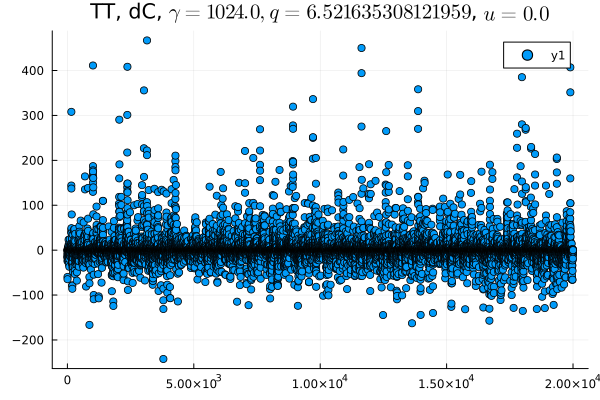 TT, dC, γ = 1024.0, q = 6.521635308121959, u = 0.0
y1
400
300
200
100
0
−100
−200
0 5.00×10³ 1.00×10⁴ 1.50×10⁴ 2.00×10⁴